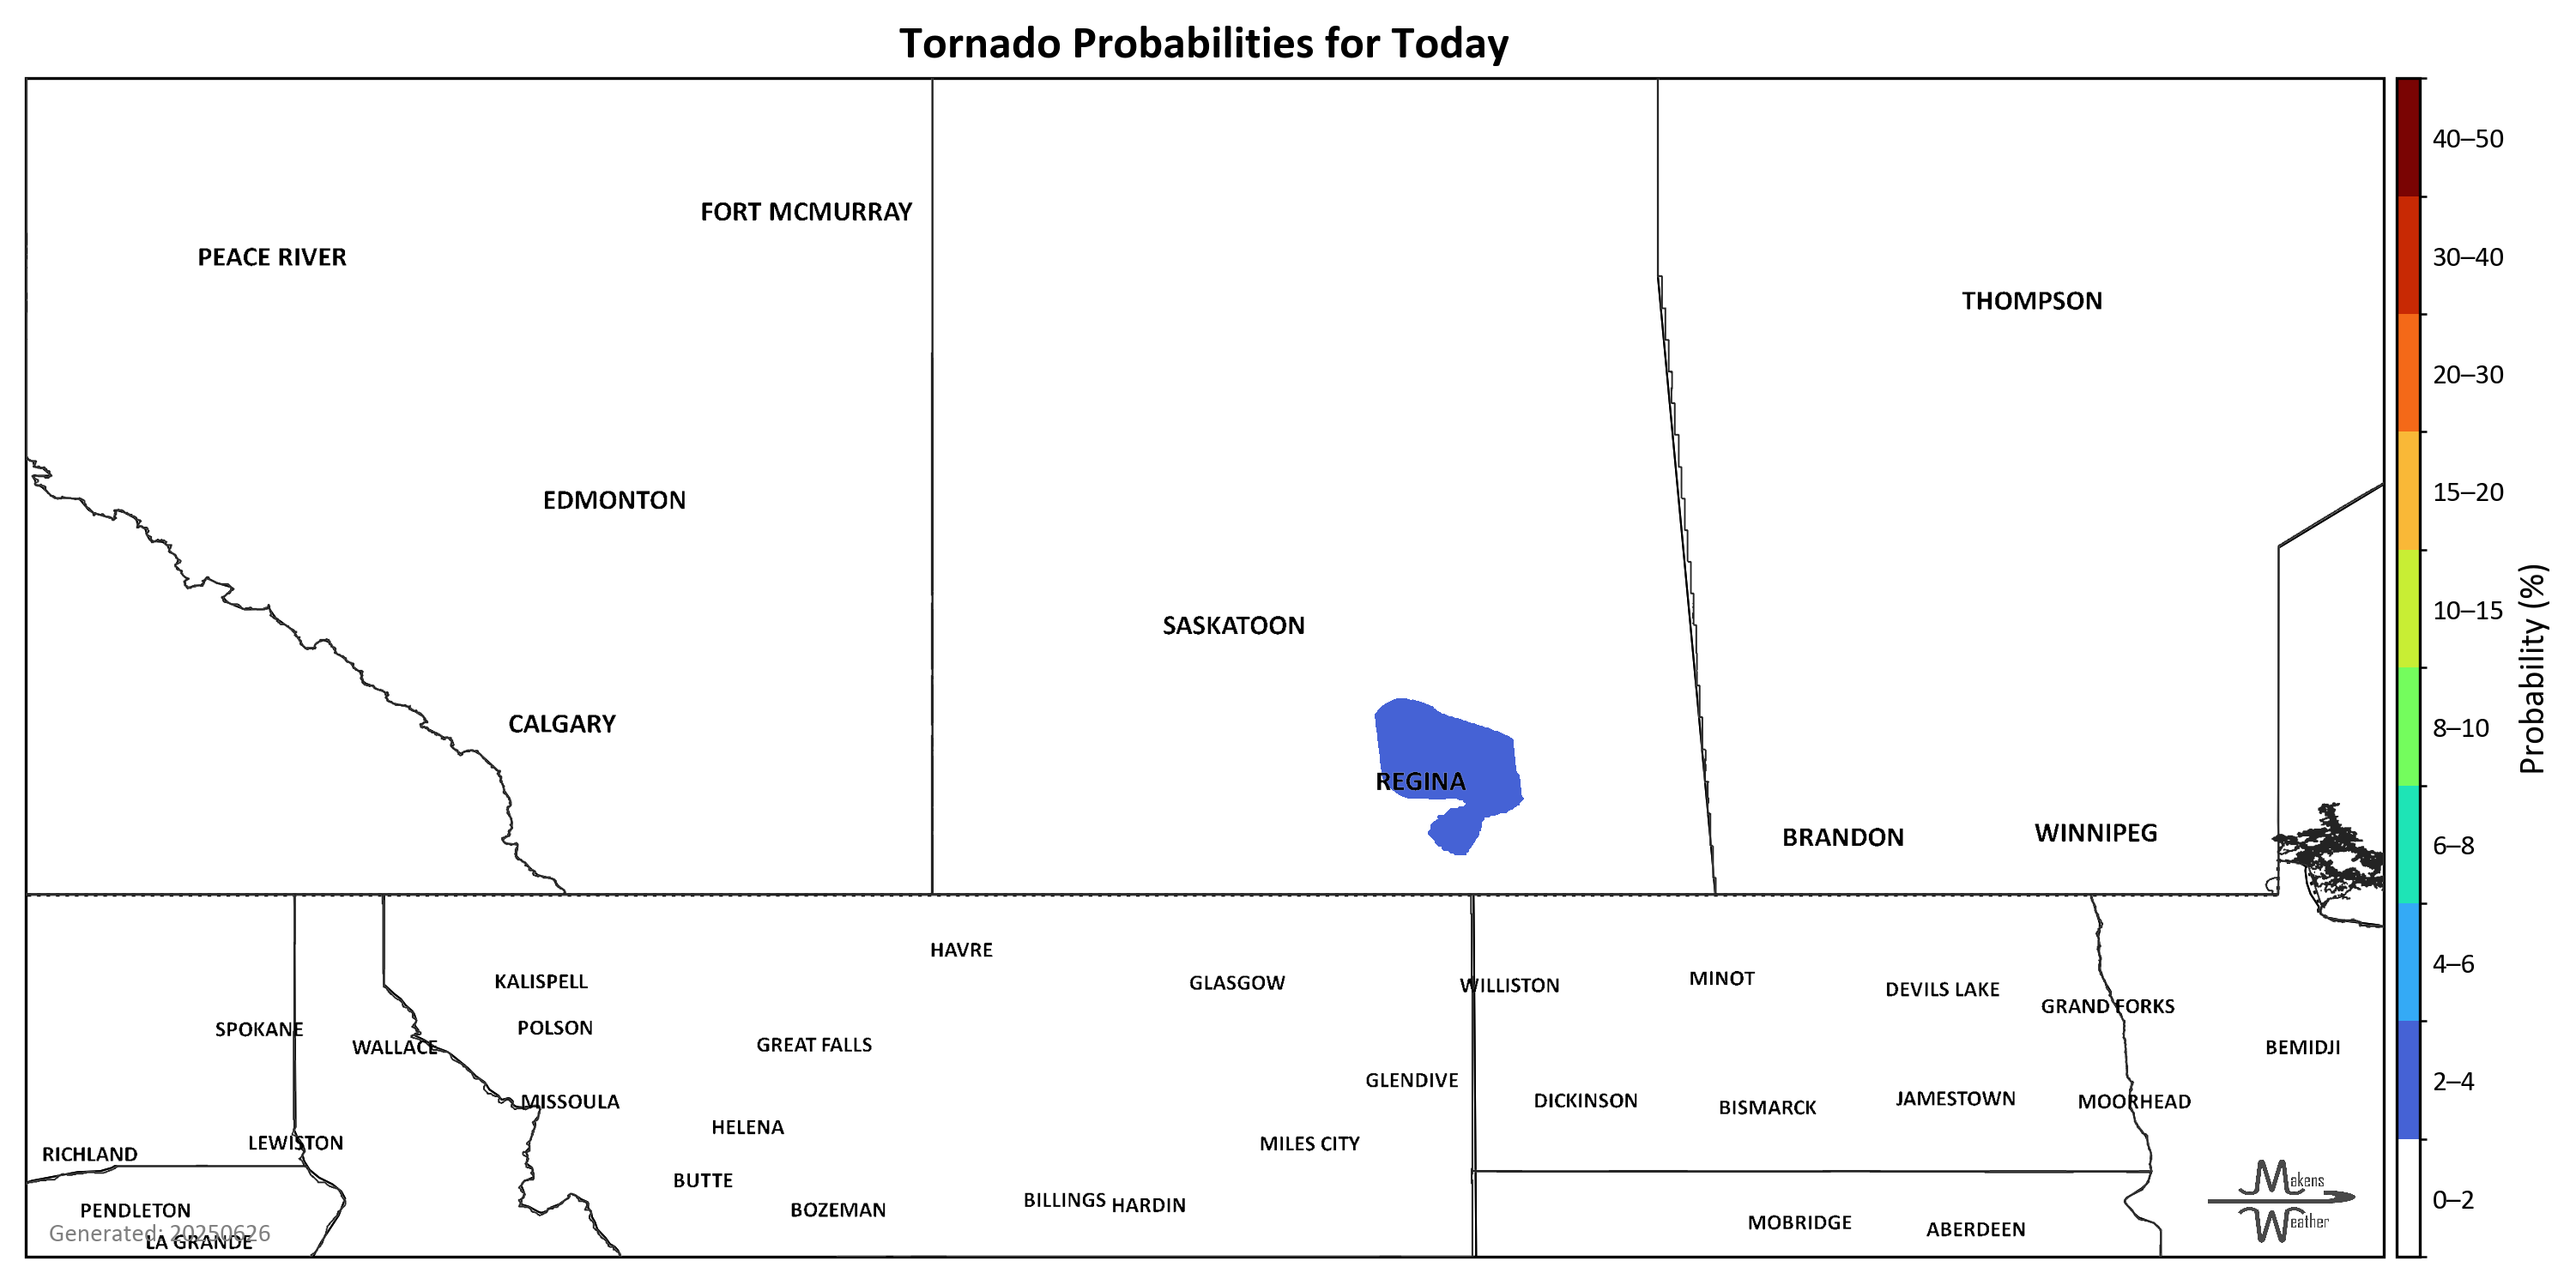 Tornado Probabilities for Today
FORT MCMURRAY
PEACE RIVER
THOMPSON
EDMONTON
SASKATOON
CALGARY
REGINA
BRANDON
WINNIPEG
HAVRE
KALISPELL
GLASGOW
WILLISTON
MINOT
DEVILS LAKE
GRAND FORKS
SPOKANE
POLSON
WALLACE
GREAT FALLS
BEMIDJI
GLENDIVE
MISSOULA
DICKINSON
BISMARCK
JAMESTOWN
MOORHEAD
HELENA
LEWISTON
MILES CITY
RICHLAND
BUTTE
BILLINGS
HARDIN
PENDLETON
BOZEMAN
MOBRIDGE
ABERDEEN
Generated: 20250626
LA GRANDE
Makens
Weather
40–50
30–40
20–30
15–20
10–15
8–10
6–8
4–6
2–4
0–2
Probability (%)